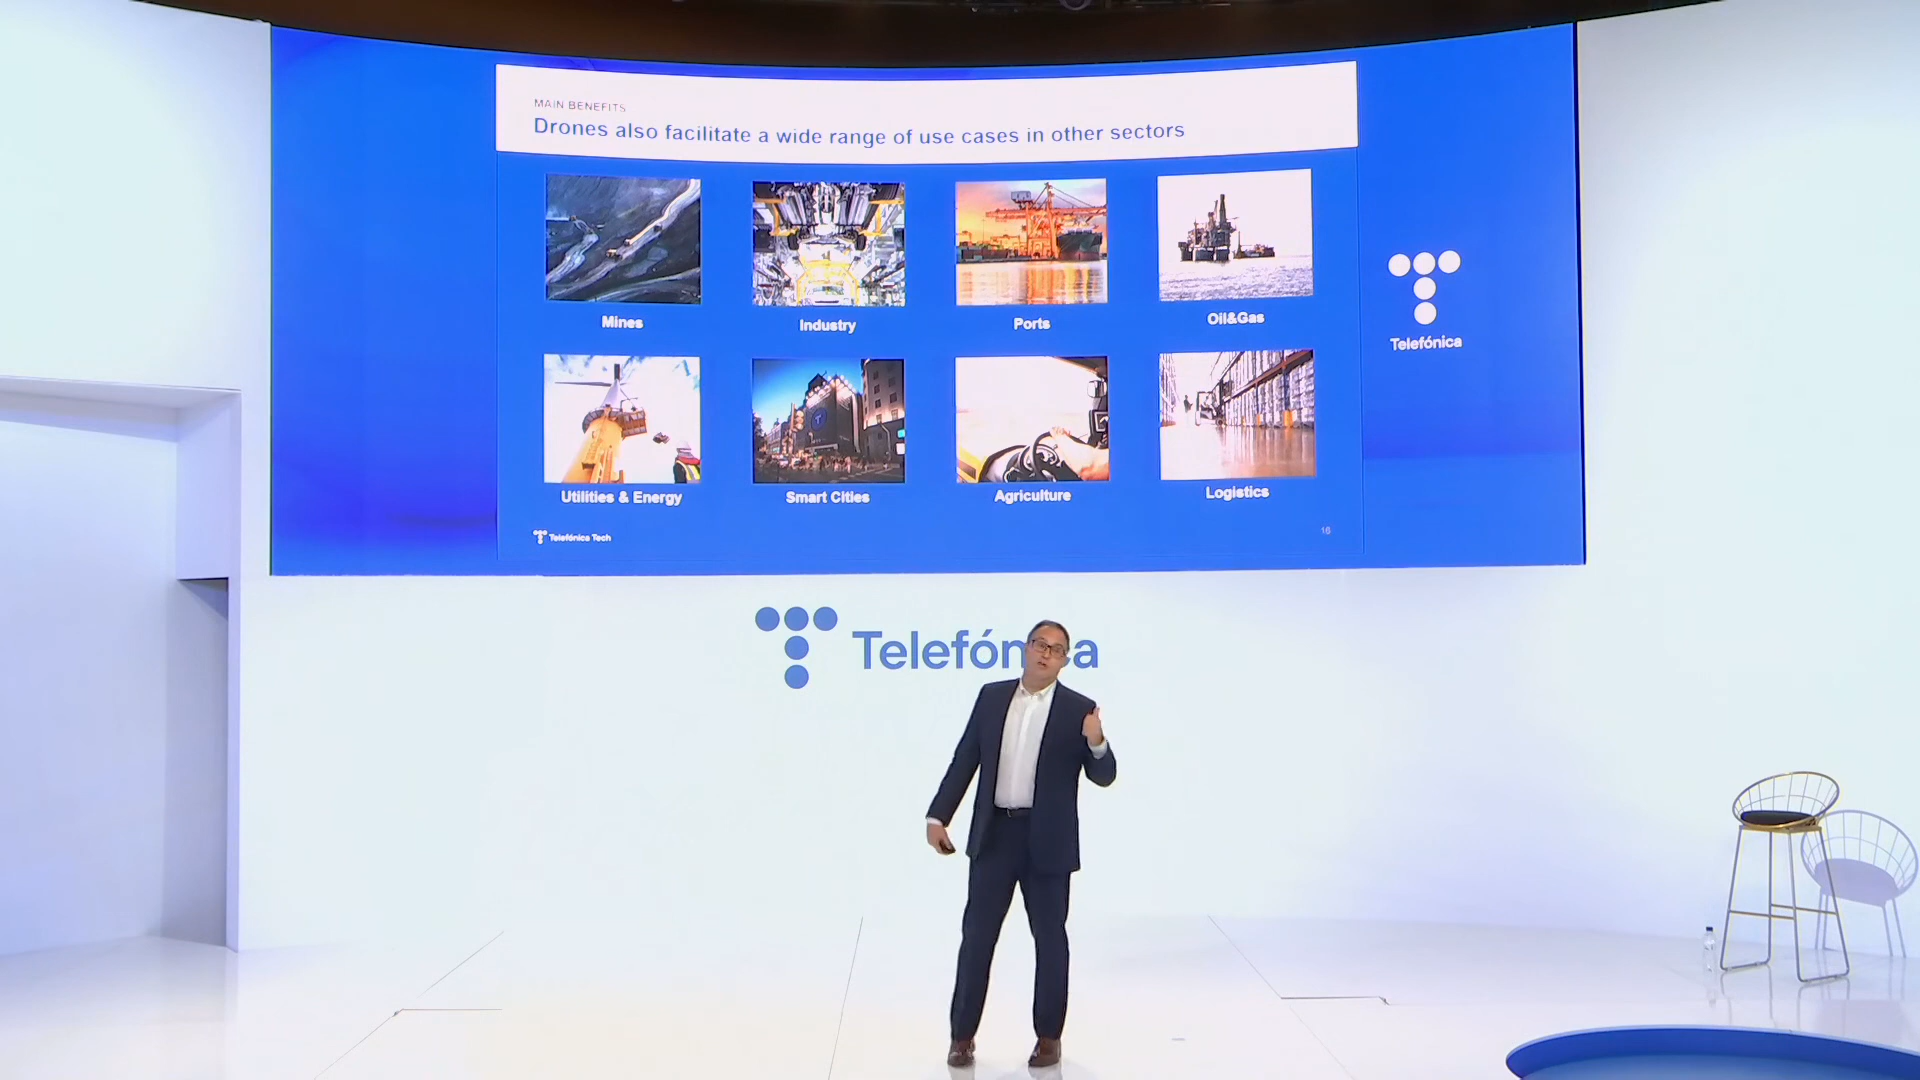 MAIN BENEFITS
Drones also facilitate a wide range of use cases in other sectors
Mines
Industry
Ports
Oil&Gas
Telefónica
Utilities & Energy
Smart Cities
Agriculture
Logistics
Telefónica Tech
16
Telefón a